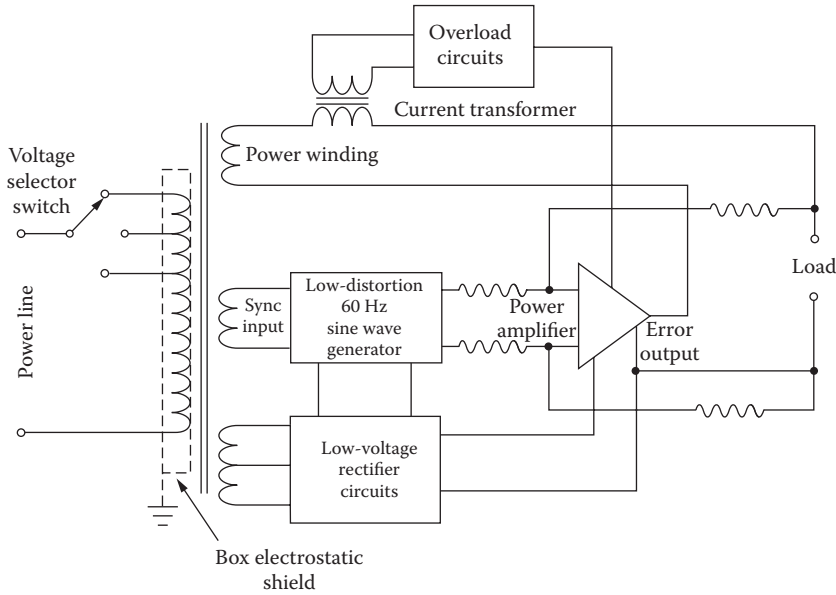 Overload
circuits
Current transformer
Voltage
selector
switch
Power winding
Load
Sync
input
Low-distortion
60 Hz
sine wave
generator
Power
amplifier
Error
output
Power line
Low-voltage
rectifier
circuits
Box electrostatic
shield